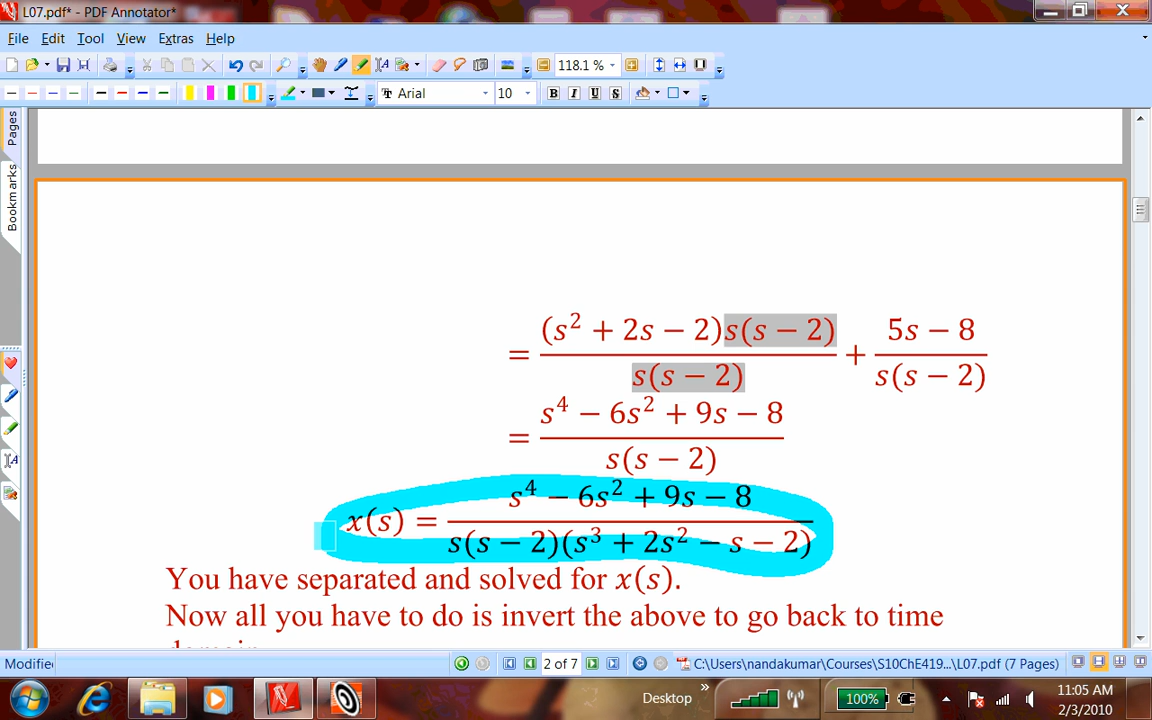 L07.pdf* - PDF Annotator*
File Edit Tool View Extras Help
118.1 %
Arial 10 B I U S
Pages
Bookmarks
= (s² + 2s − 2)s(s − 2) / s(s − 2) + 5s − 8 / s(s − 2)
= s⁴ − 6s² + 9s − 8 / s(s − 2)
x(s) = s⁴ − 6s² + 9s − 8 / s(s − 2)(s³ + 2s² − s − 2)
You have separated and solved for x(s).
Now all you have to do is invert the above to go back to time
domain
Modified
2 of 7
C:\Users\nandakumar\Courses\S10ChE419...\L07.pdf (7 Pages)
Desktop »
100%
11:05 AM
2/3/2010